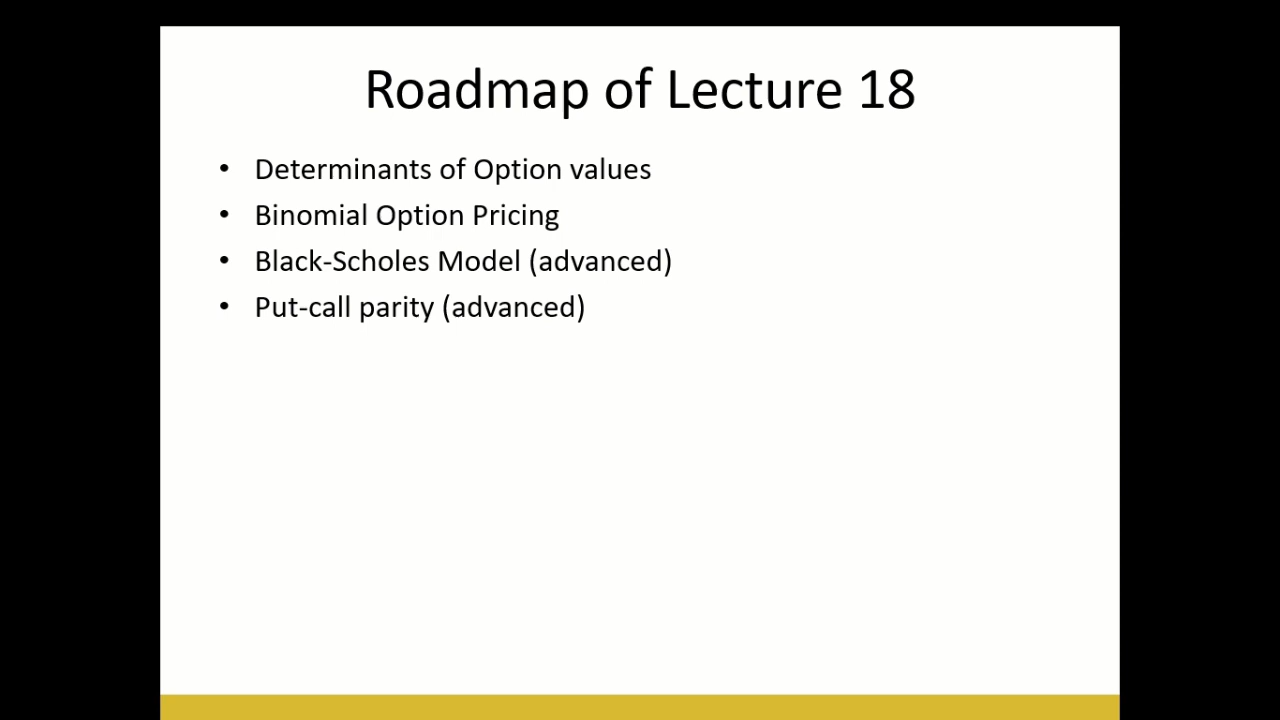 Roadmap of Lecture 18
• Determinants of Option values
• Binomial Option Pricing
• Black-Scholes Model (advanced)
• Put-call parity (advanced)